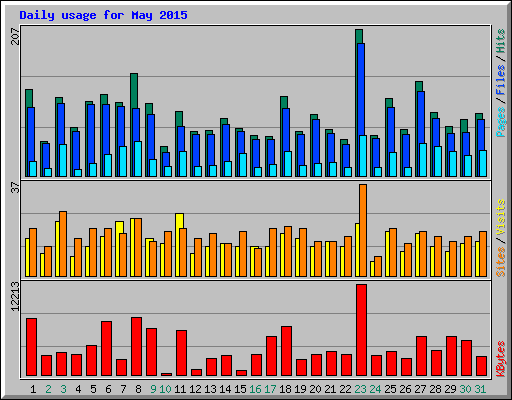 Daily usage for May 2015
207
Pages / Files / Hits
37
Sites / Visits
12213
KBytes
1 2 3 4 5 6 7 8 9 10 11 12 13 14 15 16 17 18 19 20 21 22 23 24 25 26 27 28 29 30 31